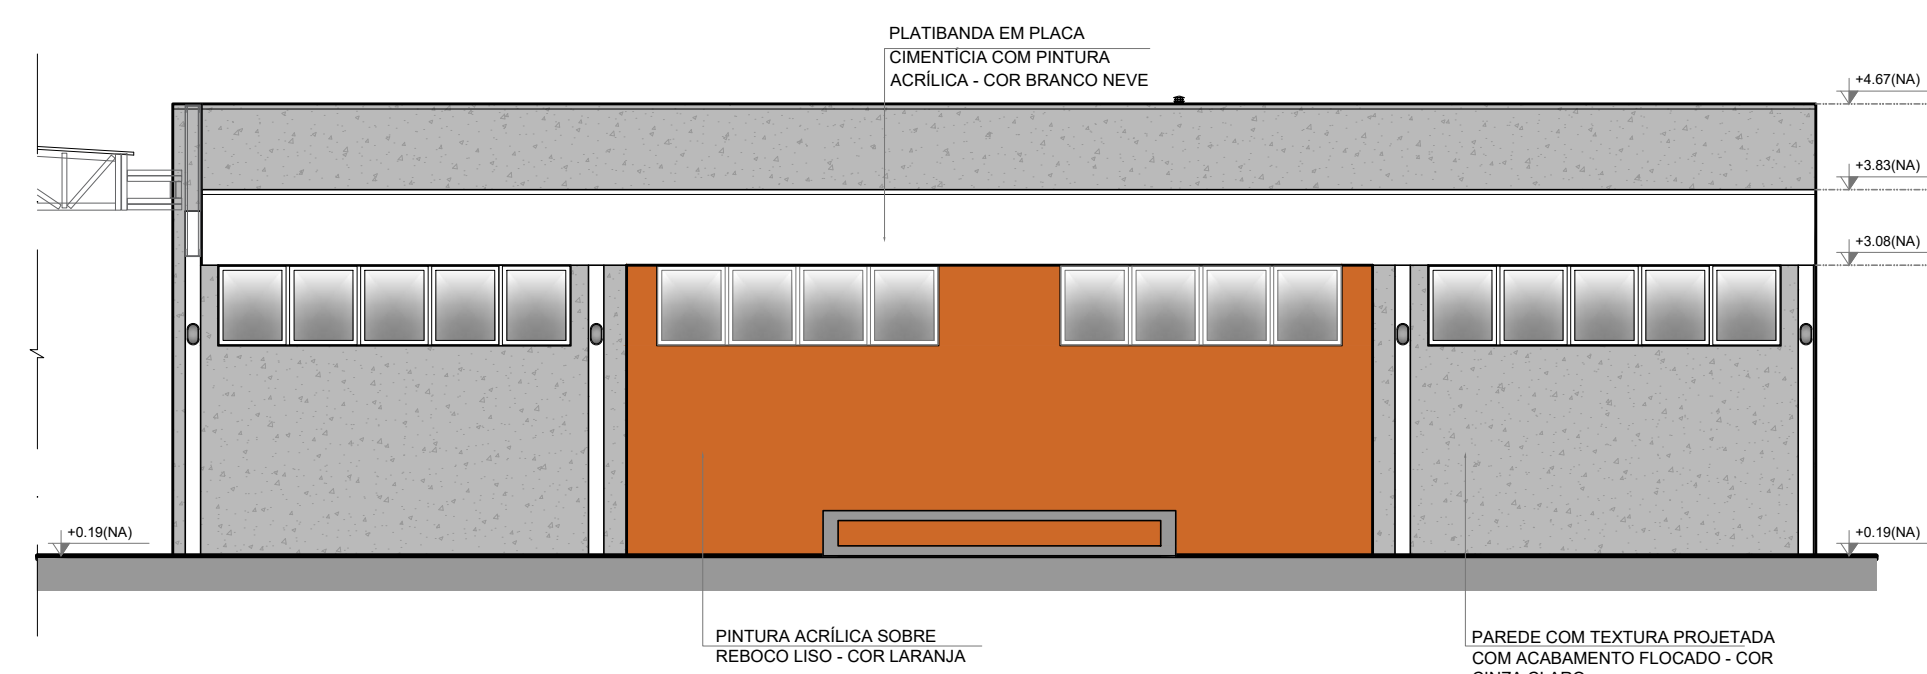 PLATIBANDA EM PLACA
CIMENTÍCIA COM PINTURA
ACRÍLICA - COR BRANCO NEVE
+4.67(NA)
+3.83(NA)
+3.08(NA)
+0.19(NA)
+0.19(NA)
PINTURA ACRÍLICA SOBRE
REBOCO LISO - COR LARANJA
PAREDE COM TEXTURA PROJETADA
COM ACABAMENTO FLOCADO - COR
CINZA CLARO